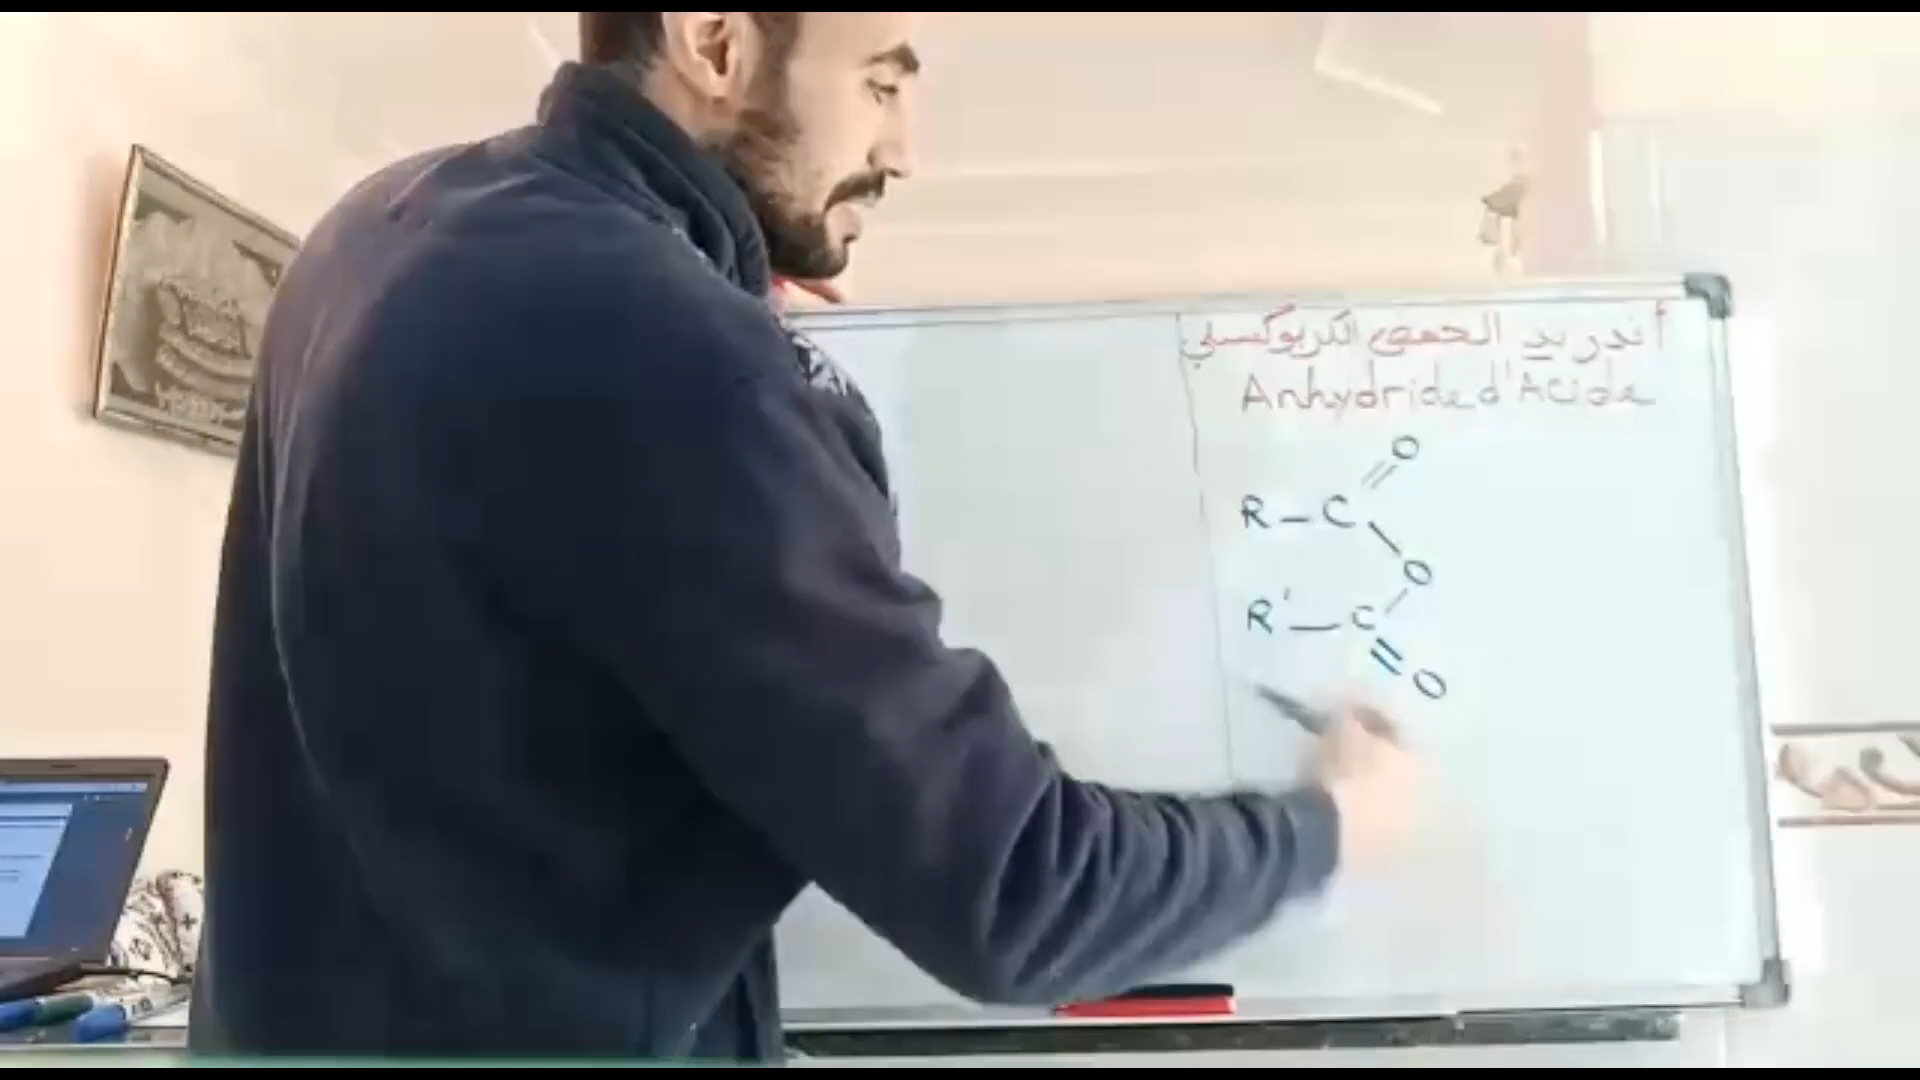 أندريد الحمض الكربوكسيلي
Anhydride d'Acide
O
R - C
O
R' - C
O